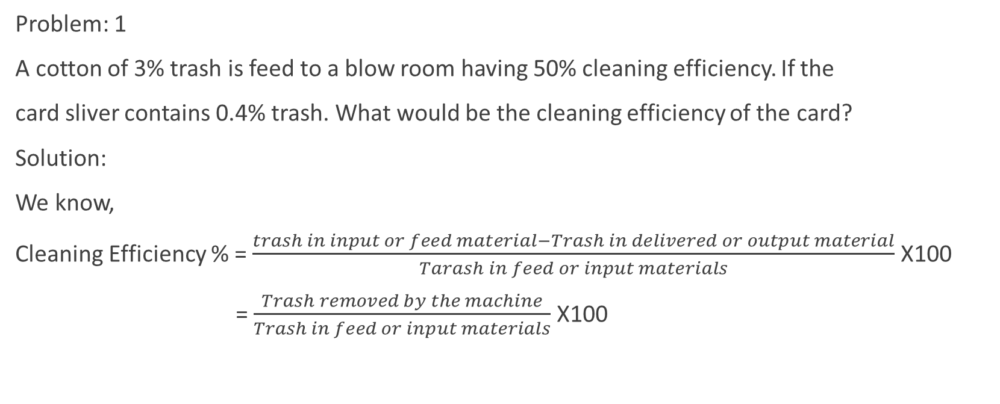 Problem: 1
A cotton of 3% trash is feed to a blow room having 50% cleaning efficiency. If the
card sliver contains 0.4% trash. What would be the cleaning efficiency of the card?
Solution:
We know,
Cleaning Efficiency % = \frac{trash in input or feed material−Trash in delivered or output material}{Tarash in feed or input materials} X100
= \frac{Trash removed by the machine}{Trash in feed or input materials} X100